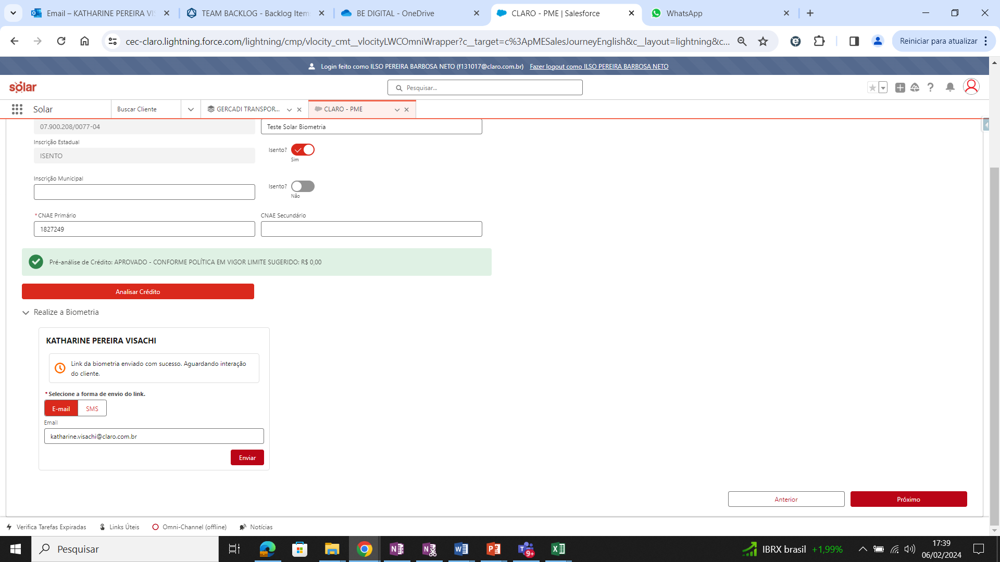 Email – KATHARINE PEREIRA VIS
TEAM BACKLOG - Backlog Item
BE DIGITAL - OneDrive
CLARO - PME | Salesforce
WhatsApp
cec-claro.lightning.force.com/lightning/cmp/vlocity_cmt__vlocityLWCOmniWrapper?c__target=c%3ApMESalesJourneyEnglish&c__layout=lightning&c...
Reiniciar para atualizar
Login feito como ILSO PEREIRA BARBOSA NETO (f131017@claro.com.br) Fazer logout como ILSO PEREIRA BARBOSA NETO
solar
Pesquisar...
Solar
Buscar Cliente
GERCADI TRANSPOR...
CLARO - PME
07.900.208/0077-04
Teste Solar Biometria
Inscrição Estadual
ISENTO
Isento?
Sim
Inscrição Municipal
Isento?
Não
*CNAE Primário
CNAE Secundário
1827249
Pré-análise de Crédito: APROVADO - CONFORME POLÍTICA EM VIGOR LIMITE SUGERIDO: R$ 0,00
Analisar Crédito
Realize a Biometria
KATHARINE PEREIRA VISACHI
Link da biometria enviado com sucesso. Aguardando interação
do cliente.
*Selecione a forma de envio do link.
E-mail
SMS
Email
katharine.visachi@claro.com.br
Enviar
Anterior
Próximo
Verifica Tarefas Expiradas
Links Úteis
Omni-Channel (offline)
Notícias
Pesquisar
9+
IBRX brasil +1,99%
17:39
06/02/2024